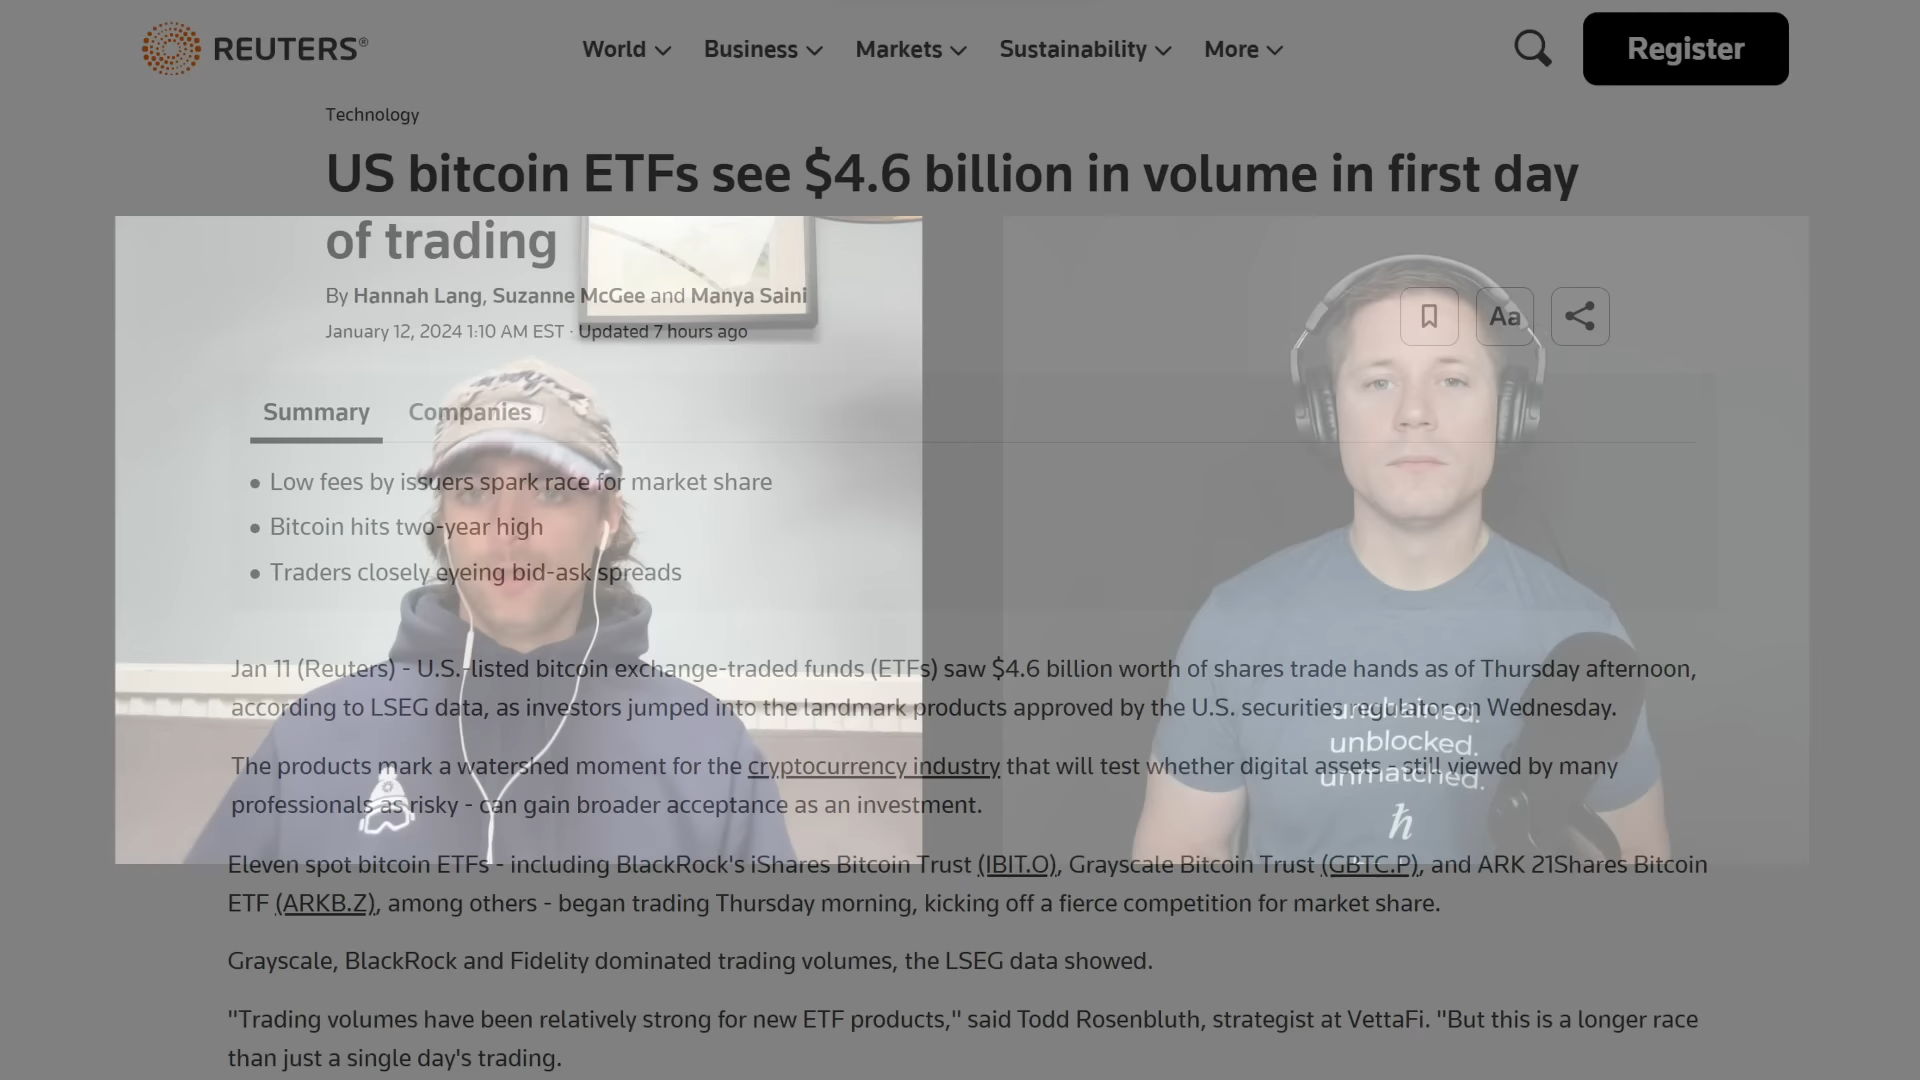 REUTERS®
World Business Markets Sustainability More
Register
Technology
US bitcoin ETFs see $4.6 billion in volume in first day
of trading
By Hannah Lang, Suzanne McGee and Manya Saini
January 12, 2024 1:10 AM EST · Updated 7 hours ago
Aa
Summary Companies
• Low fees by issuers spark race for market share
• Bitcoin hits two-year high
• Traders closely eyeing bid-ask spreads
Jan 11 (Reuters) - U.S.-listed bitcoin exchange-traded funds (ETFs) saw $4.6 billion worth of shares trade hands as of Thursday afternoon,
according to LSEG data, as investors jumped into the landmark products approved by the U.S. securities regulator on Wednesday.
unchained.
unblocked.
unmatched.
ℏ
The products mark a watershed moment for the cryptocurrency industry that will test whether digital assets - still viewed by many
professionals as risky - can gain broader acceptance as an investment.
Eleven spot bitcoin ETFs - including BlackRock's iShares Bitcoin Trust (IBIT.O), Grayscale Bitcoin Trust (GBTC.P), and ARK 21Shares Bitcoin
ETF (ARKB.Z), among others - began trading Thursday morning, kicking off a fierce competition for market share.
Grayscale, BlackRock and Fidelity dominated trading volumes, the LSEG data showed.
"Trading volumes have been relatively strong for new ETF products," said Todd Rosenbluth, strategist at VettaFi. "But this is a longer race
than just a single day's trading.